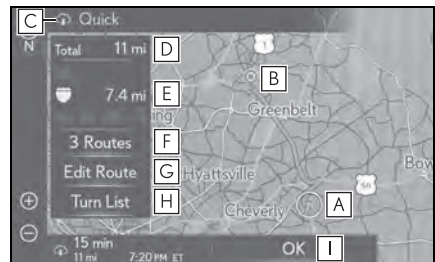 C Quick
N
Total 11 mi D
1
B
7.4 mi E
Greenbelt
ing
3 Routes F
Edit Route G
Hyattsville
Bow
50
Turn List H
Cheverly A
15 min
11 mi 7:20 PM ET
OK I